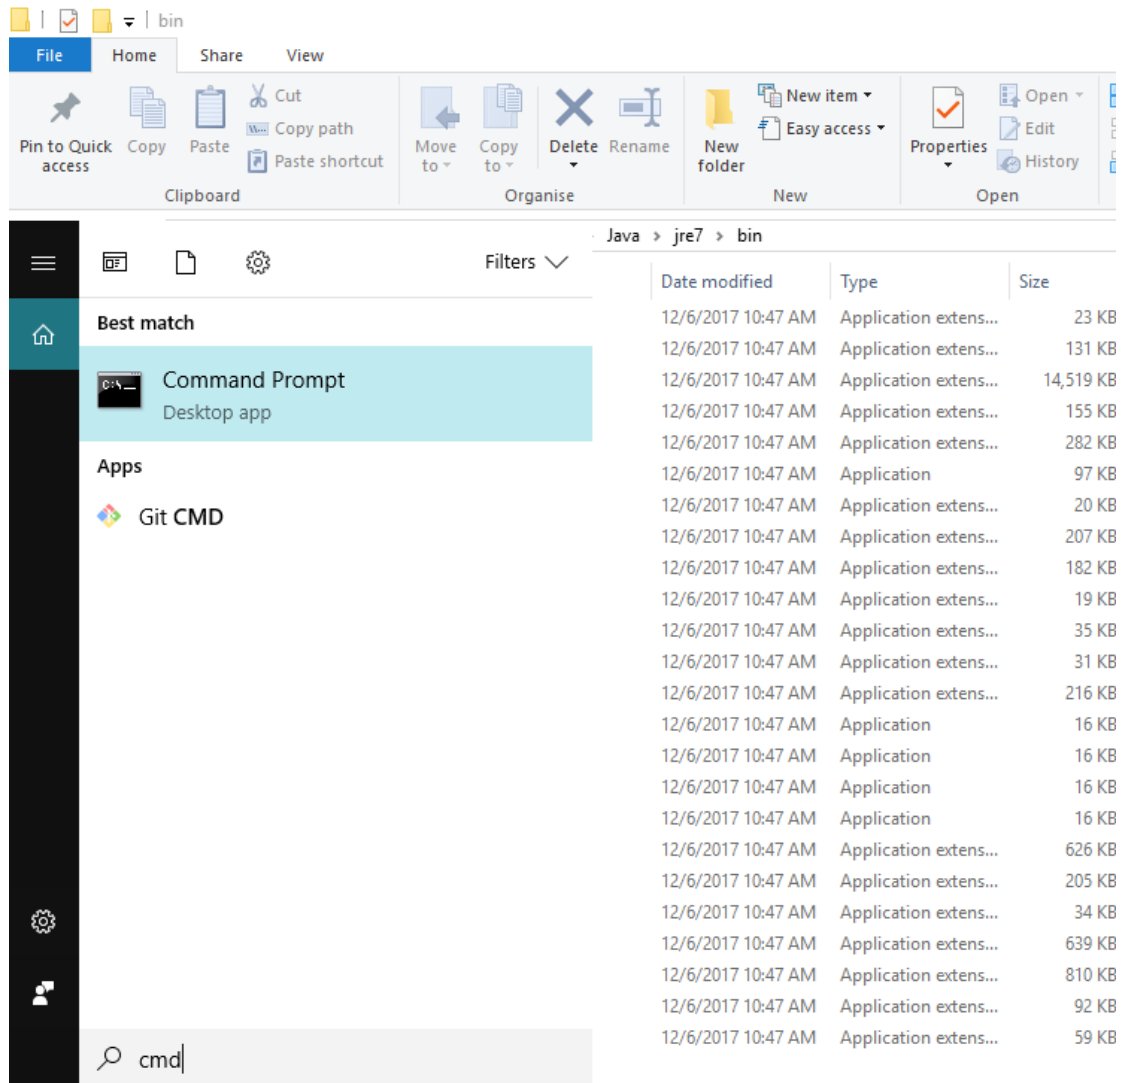 bin
File Home Share View
Pin to Quick access
Copy
Paste
Cut
Copy path
Paste shortcut
Clipboard
Move to
Copy to
Delete
Rename
Organise
New folder
New item
Easy access
New
Properties
Open
Edit
History
Open
Java > jre7 > bin
Filters
Best match
C:\_
Command Prompt
Desktop app
Apps
Git CMD
cmd
Date modified Type Size
12/6/2017 10:47 AM Application extens... 23 KB
12/6/2017 10:47 AM Application extens... 131 KB
12/6/2017 10:47 AM Application extens... 14,519 KB
12/6/2017 10:47 AM Application extens... 155 KB
12/6/2017 10:47 AM Application extens... 282 KB
12/6/2017 10:47 AM Application 97 KB
12/6/2017 10:47 AM Application extens... 20 KB
12/6/2017 10:47 AM Application extens... 207 KB
12/6/2017 10:47 AM Application extens... 182 KB
12/6/2017 10:47 AM Application extens... 19 KB
12/6/2017 10:47 AM Application extens... 35 KB
12/6/2017 10:47 AM Application extens... 31 KB
12/6/2017 10:47 AM Application extens... 216 KB
12/6/2017 10:47 AM Application 16 KB
12/6/2017 10:47 AM Application 16 KB
12/6/2017 10:47 AM Application 16 KB
12/6/2017 10:47 AM Application 16 KB
12/6/2017 10:47 AM Application extens... 626 KB
12/6/2017 10:47 AM Application extens... 205 KB
12/6/2017 10:47 AM Application extens... 34 KB
12/6/2017 10:47 AM Application extens... 639 KB
12/6/2017 10:47 AM Application extens... 810 KB
12/6/2017 10:47 AM Application extens... 92 KB
12/6/2017 10:47 AM Application extens... 59 KB